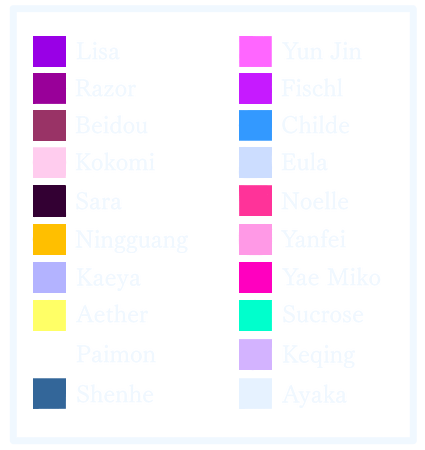 Lisa
Razor
Beidou
Kokomi
Sara
Ningguang
Kaeya
Aether
Paimon
Shenhe
Yun Jin
Fischl
Childe
Eula
Noelle
Yanfei
Yae Miko
Sucrose
Keqing
Ayaka